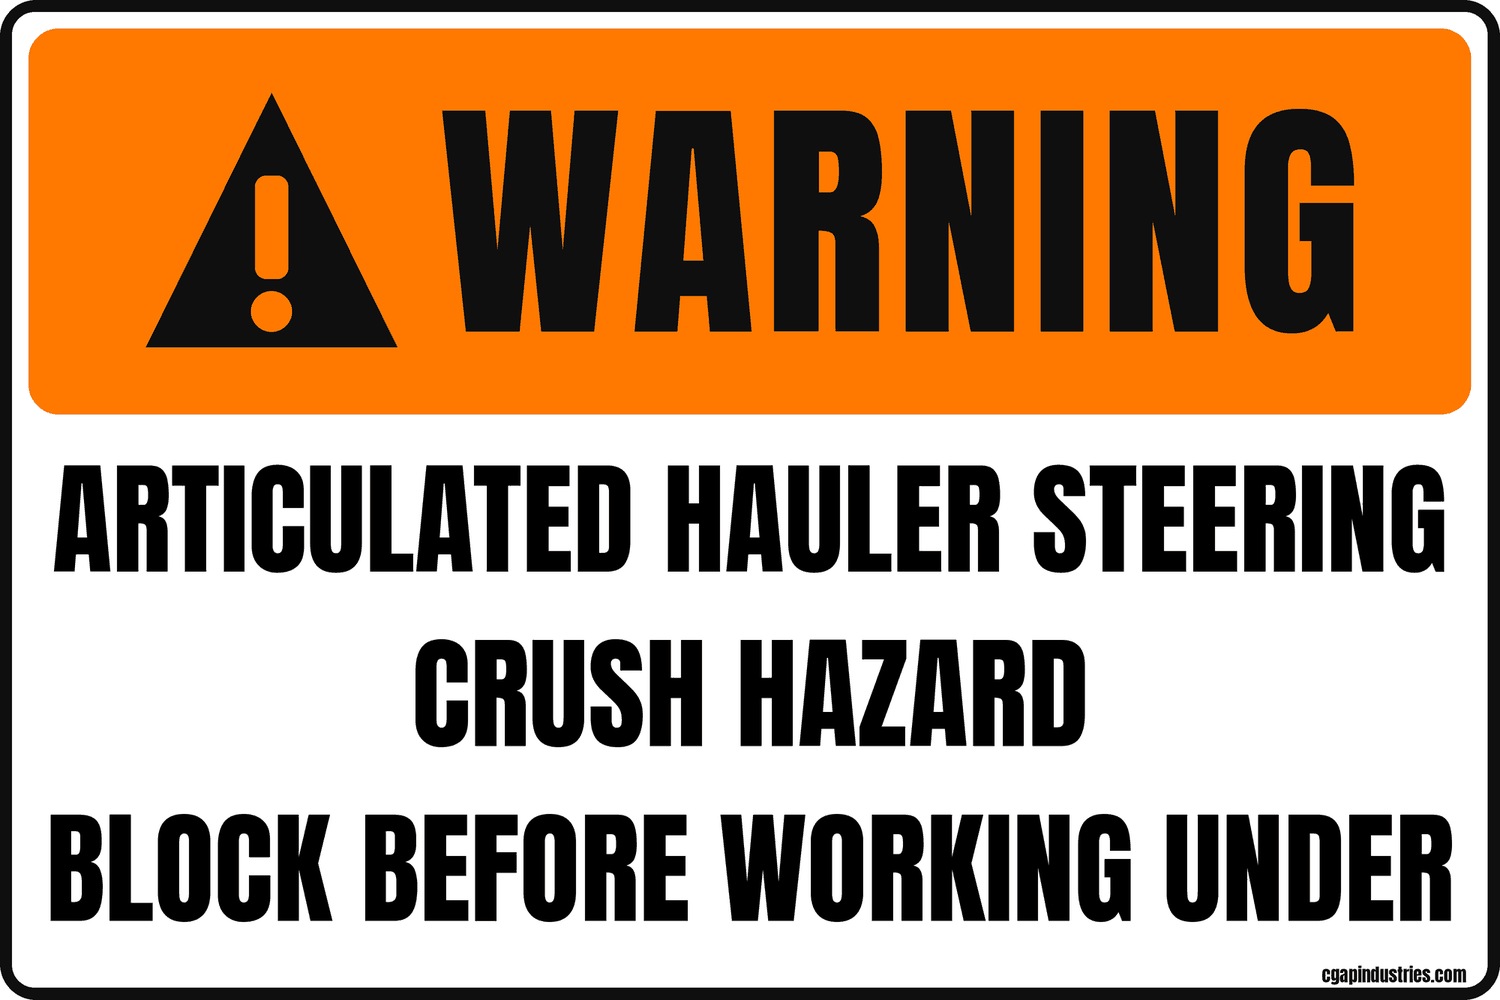 WARNING
ARTICULATED HAULER STEERING
CRUSH HAZARD
BLOCK BEFORE WORKING UNDER
cgapindustries.com